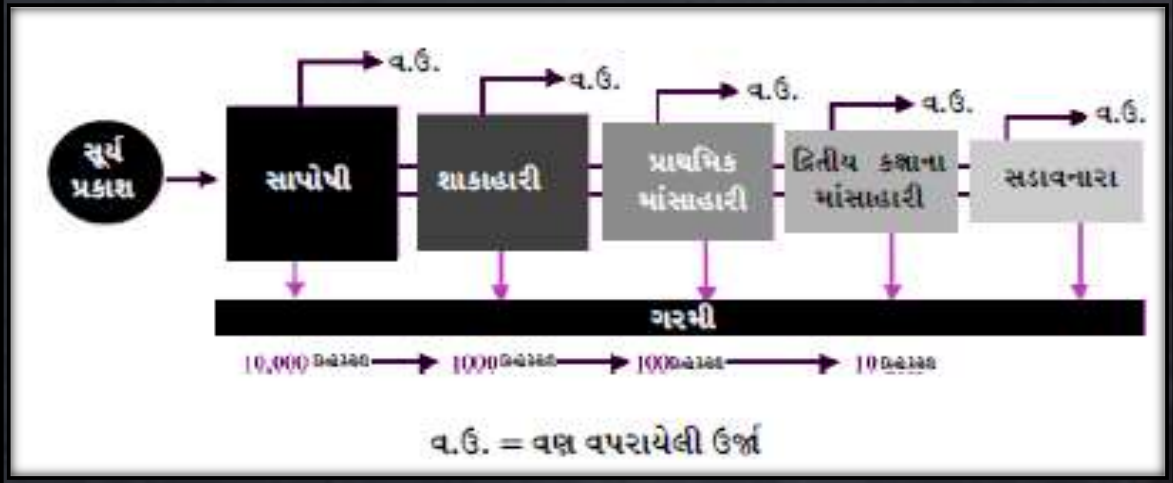 વ.ઉ.
વ.ઉ.
વ.ઉ.
વ.ઉ.
વ.ઉ.
સૂર્ય
પ્રકાશ
સાપોષી
શાકાહારી
પ્રાથમિક
માંસાહારી
દ્વિતીય કક્ષાના
માંસાહારી
સડાવનારા
ગરમી
10,000 1000 100 10
વ.ઉ. = વણ વપરાયેલી ઉર્જા